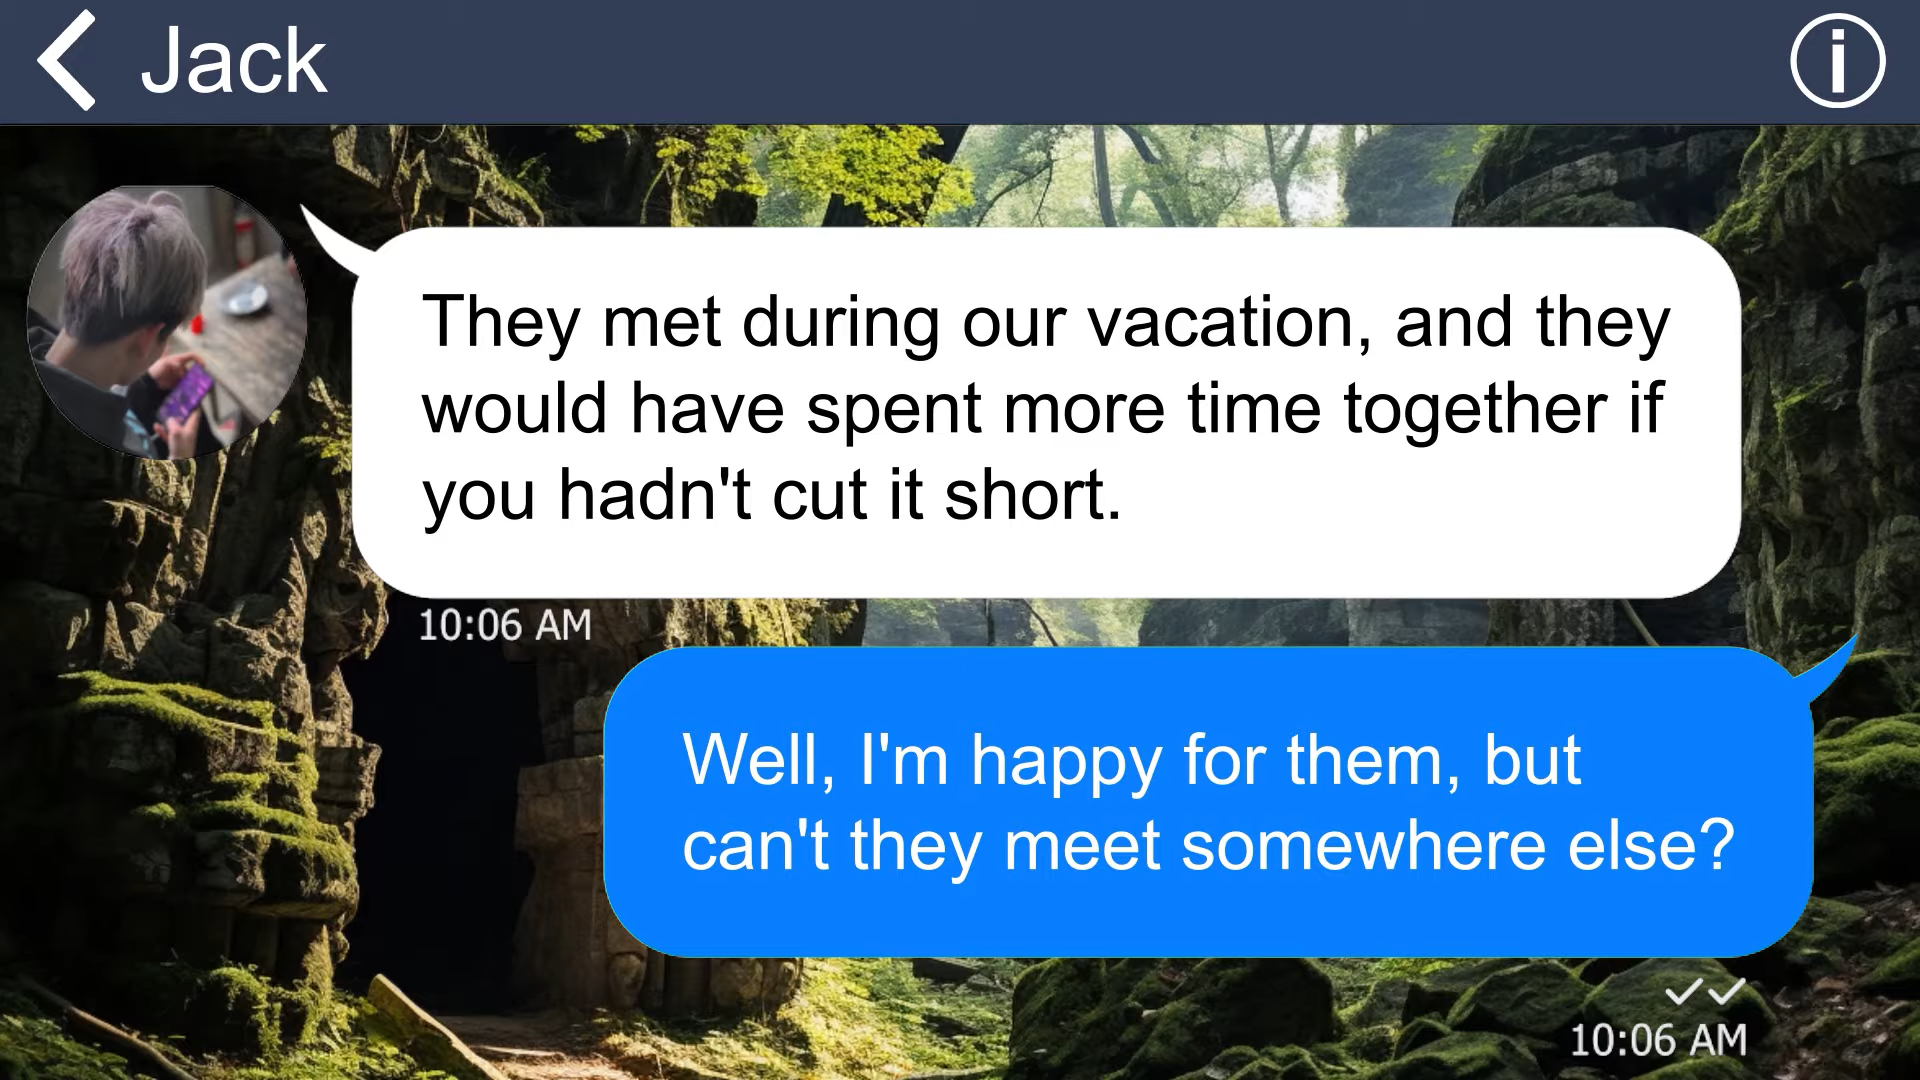 Jack
They met during our vacation, and they
would have spent more time together if
you hadn't cut it short.
10:06 AM
Well, I'm happy for them, but
can't they meet somewhere else?
10:06 AM